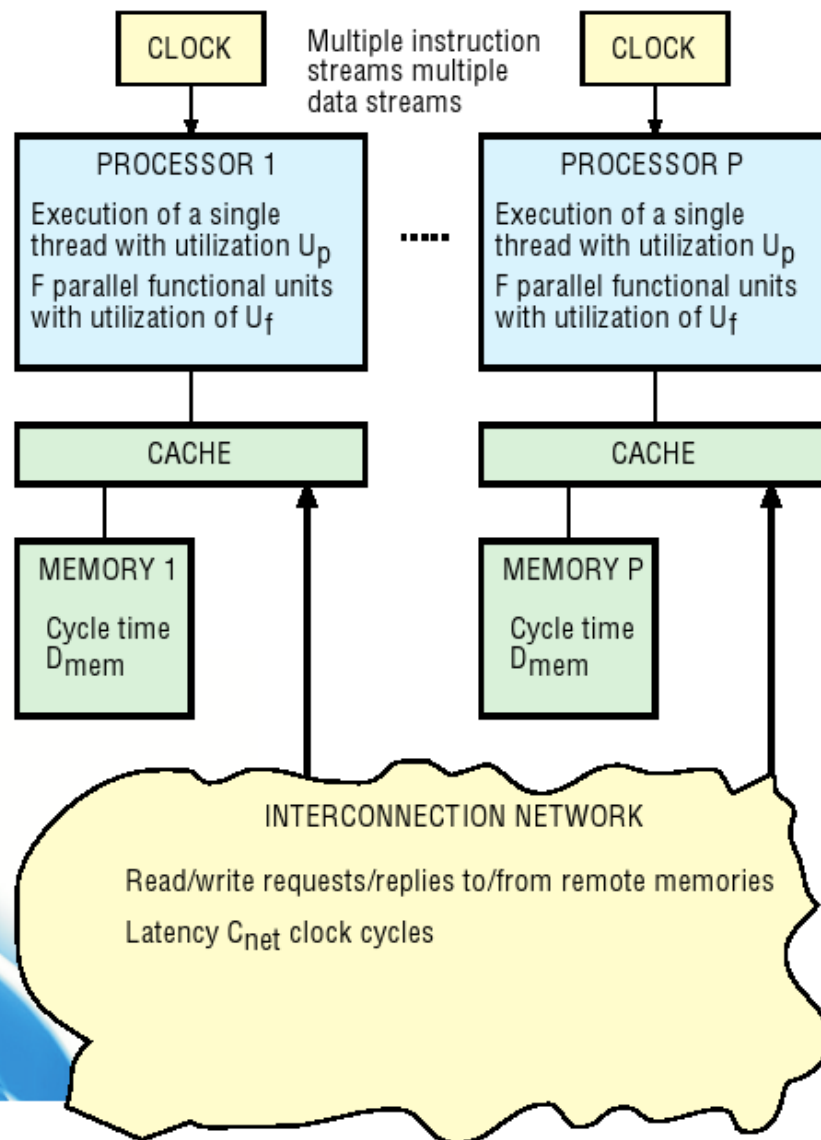 CLOCK
Multiple instruction
streams multiple
data streams
CLOCK
PROCESSOR 1
Execution of a single
thread with utilization Up
F parallel functional units
with utilization of Uf
.....
PROCESSOR P
Execution of a single
thread with utilization Up
F parallel functional units
with utilization of Uf
CACHE
CACHE
MEMORY 1
Cycle time
Dmem
MEMORY P
Cycle time
Dmem
INTERCONNECTION NETWORK
Read/write requests/replies to/from remote memories
Latency Cnet clock cycles